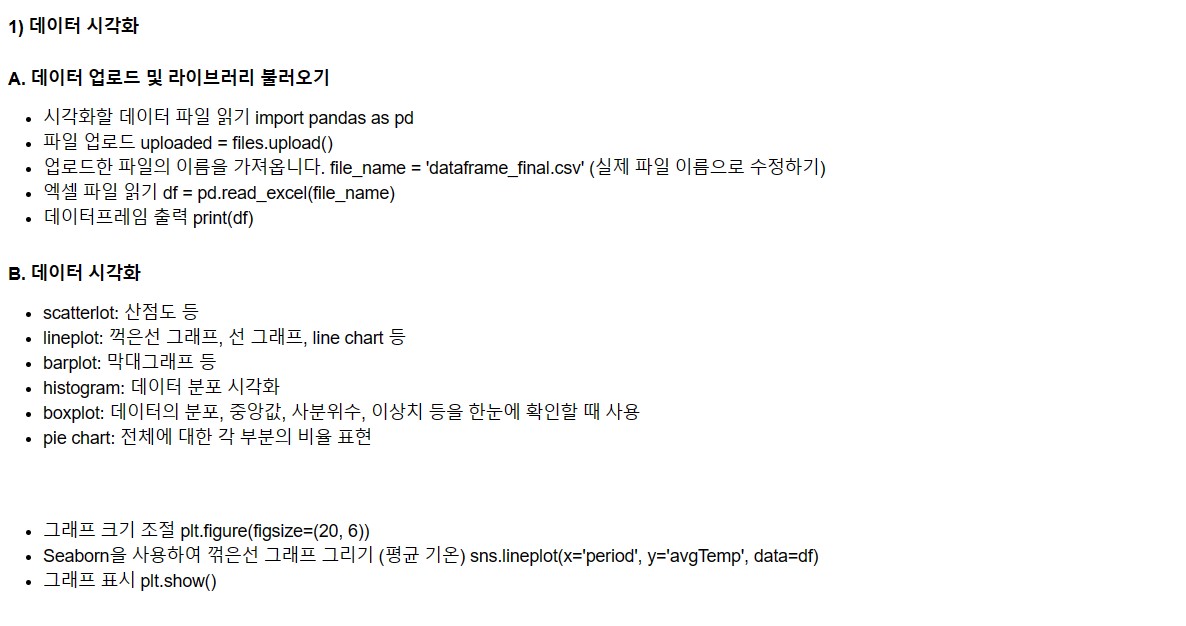 1) 데이터 시각화
A. 데이터 업로드 및 라이브러리 불러오기
• 시각화할 데이터 파일 읽기 import pandas as pd
• 파일 업로드 uploaded = files.upload()
• 업로드한 파일의 이름을 가져옵니다. file_name = 'dataframe_final.csv' (실제 파일 이름으로 수정하기)
• 엑셀 파일 읽기 df = pd.read_excel(file_name)
• 데이터프레임 출력 print(df)
B. 데이터 시각화
• scatterlot: 산점도 등
• lineplot: 꺽은선 그래프, 선 그래프, line chart 등
• barplot: 막대그래프 등
• histogram: 데이터 분포 시각화
• boxplot: 데이터의 분포, 중앙값, 사분위수, 이상치 등을 한눈에 확인할 때 사용
• pie chart: 전체에 대한 각 부분의 비율 표현
• 그래프 크기 조절 plt.figure(figsize=(20, 6))
• Seaborn을 사용하여 꺾은선 그래프 그리기 (평균 기온) sns.lineplot(x='period', y='avgTemp', data=df)
• 그래프 표시 plt.show()